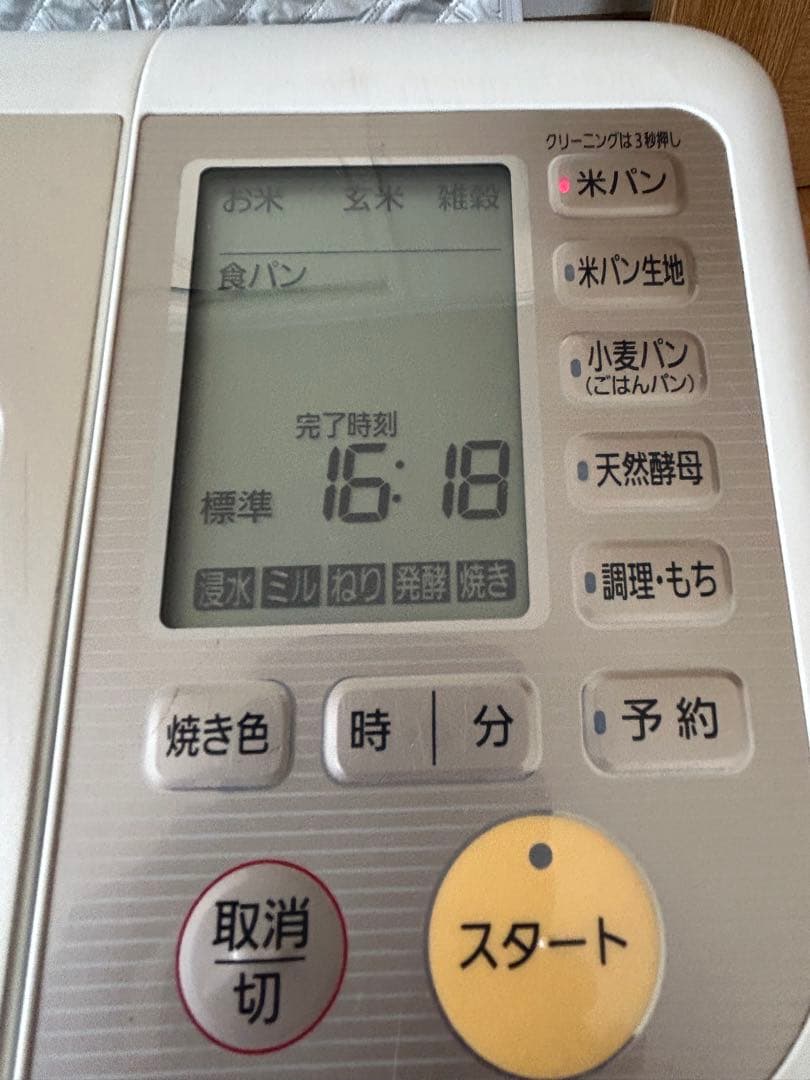 クリーニングは3秒押し
お米 玄米 雑穀
米パン
食パン
米パン生地
小麦パン
(ごはんパン)
完了時刻
標準 16:18
天然酵母
浸水 ミル ねり 発酵 焼き
調理・もち
焼き色
時 分
予約
取消
切
スタート